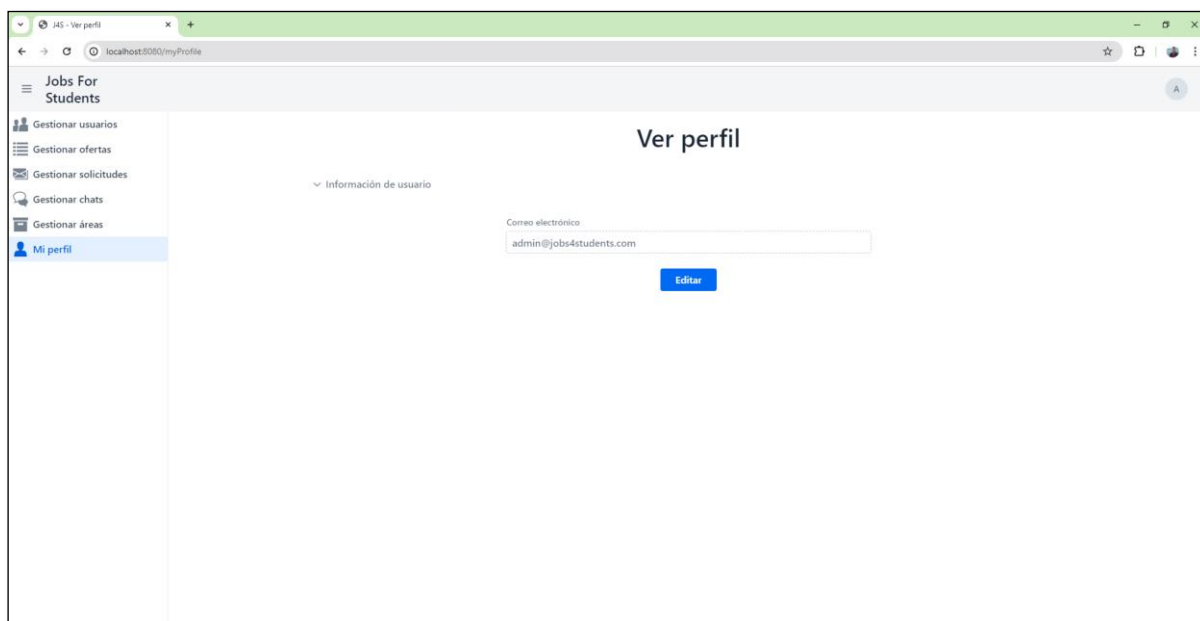 J4S - Ver perfil
localhost:8080/myProfile
Jobs For
Students
A
Gestionar usuarios
Gestionar ofertas
Gestionar solicitudes
Gestionar chats
Gestionar áreas
Mi perfil
Ver perfil
Información de usuario
Correo electrónico
admin@jobs4students.com
Editar